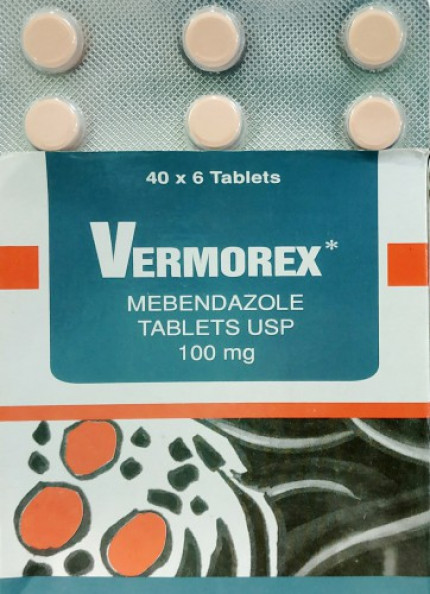 40 x 6 Tablets
VERMOREX*
MEBENDAZOLE
TABLETS USP
100 mg